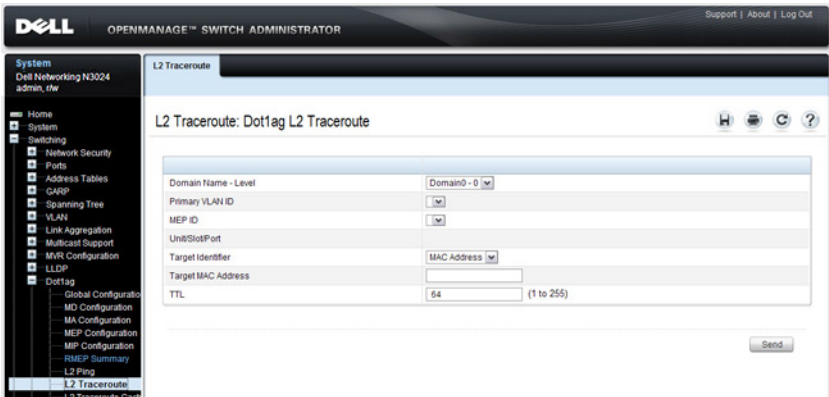 Support | About | Log Out
DELL OPENMANAGE™ SWITCH ADMINISTRATOR
System
Dell Networking N3024
admin, r/w
L2 Traceroute
Home
System
Switching
Network Security
Ports
Address Tables
GARP
Spanning Tree
VLAN
Link Aggregation
Multicast Support
MVR Configuration
LLDP
Dot1ag
Global Configuratio
MD Configuration
MA Configuration
MEP Configuration
MIP Configuration
RMEP Summary
L2 Ping
L2 Traceroute
L2 Traceroute Cach
L2 Traceroute: Dot1ag L2 Traceroute
Domain Name - Level Domain0 - 0
Primary VLAN ID
MEP ID
Unit/Slot/Port
Target Identifier MAC Address
Target MAC Address
TTL 64 (1 to 255)
Send